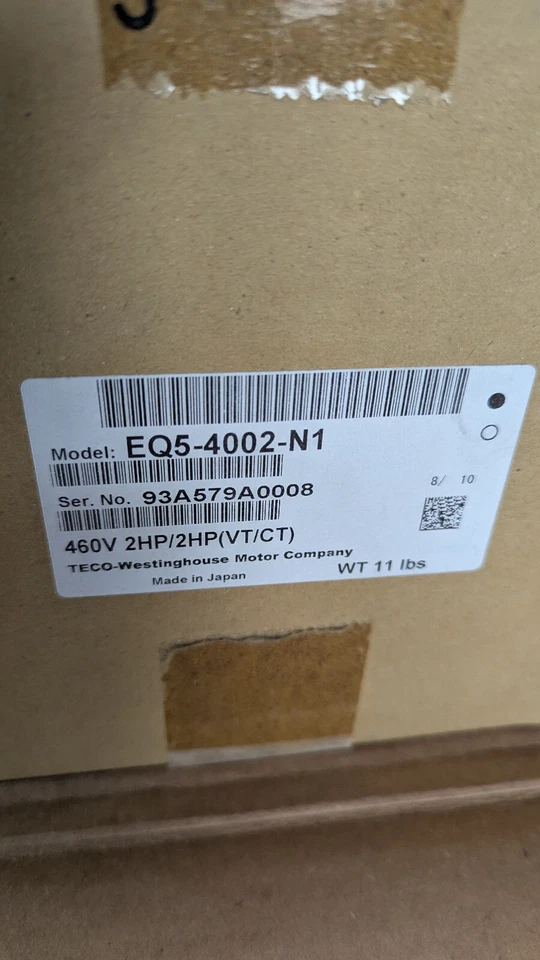 Model: EQ5-4002-N1
Ser. No. 93A579A0008
8/ 10
460V 2HP/2HP(VT/CT)
TECO-Westinghouse Motor Company
WT 11 lbs
Made in Japan